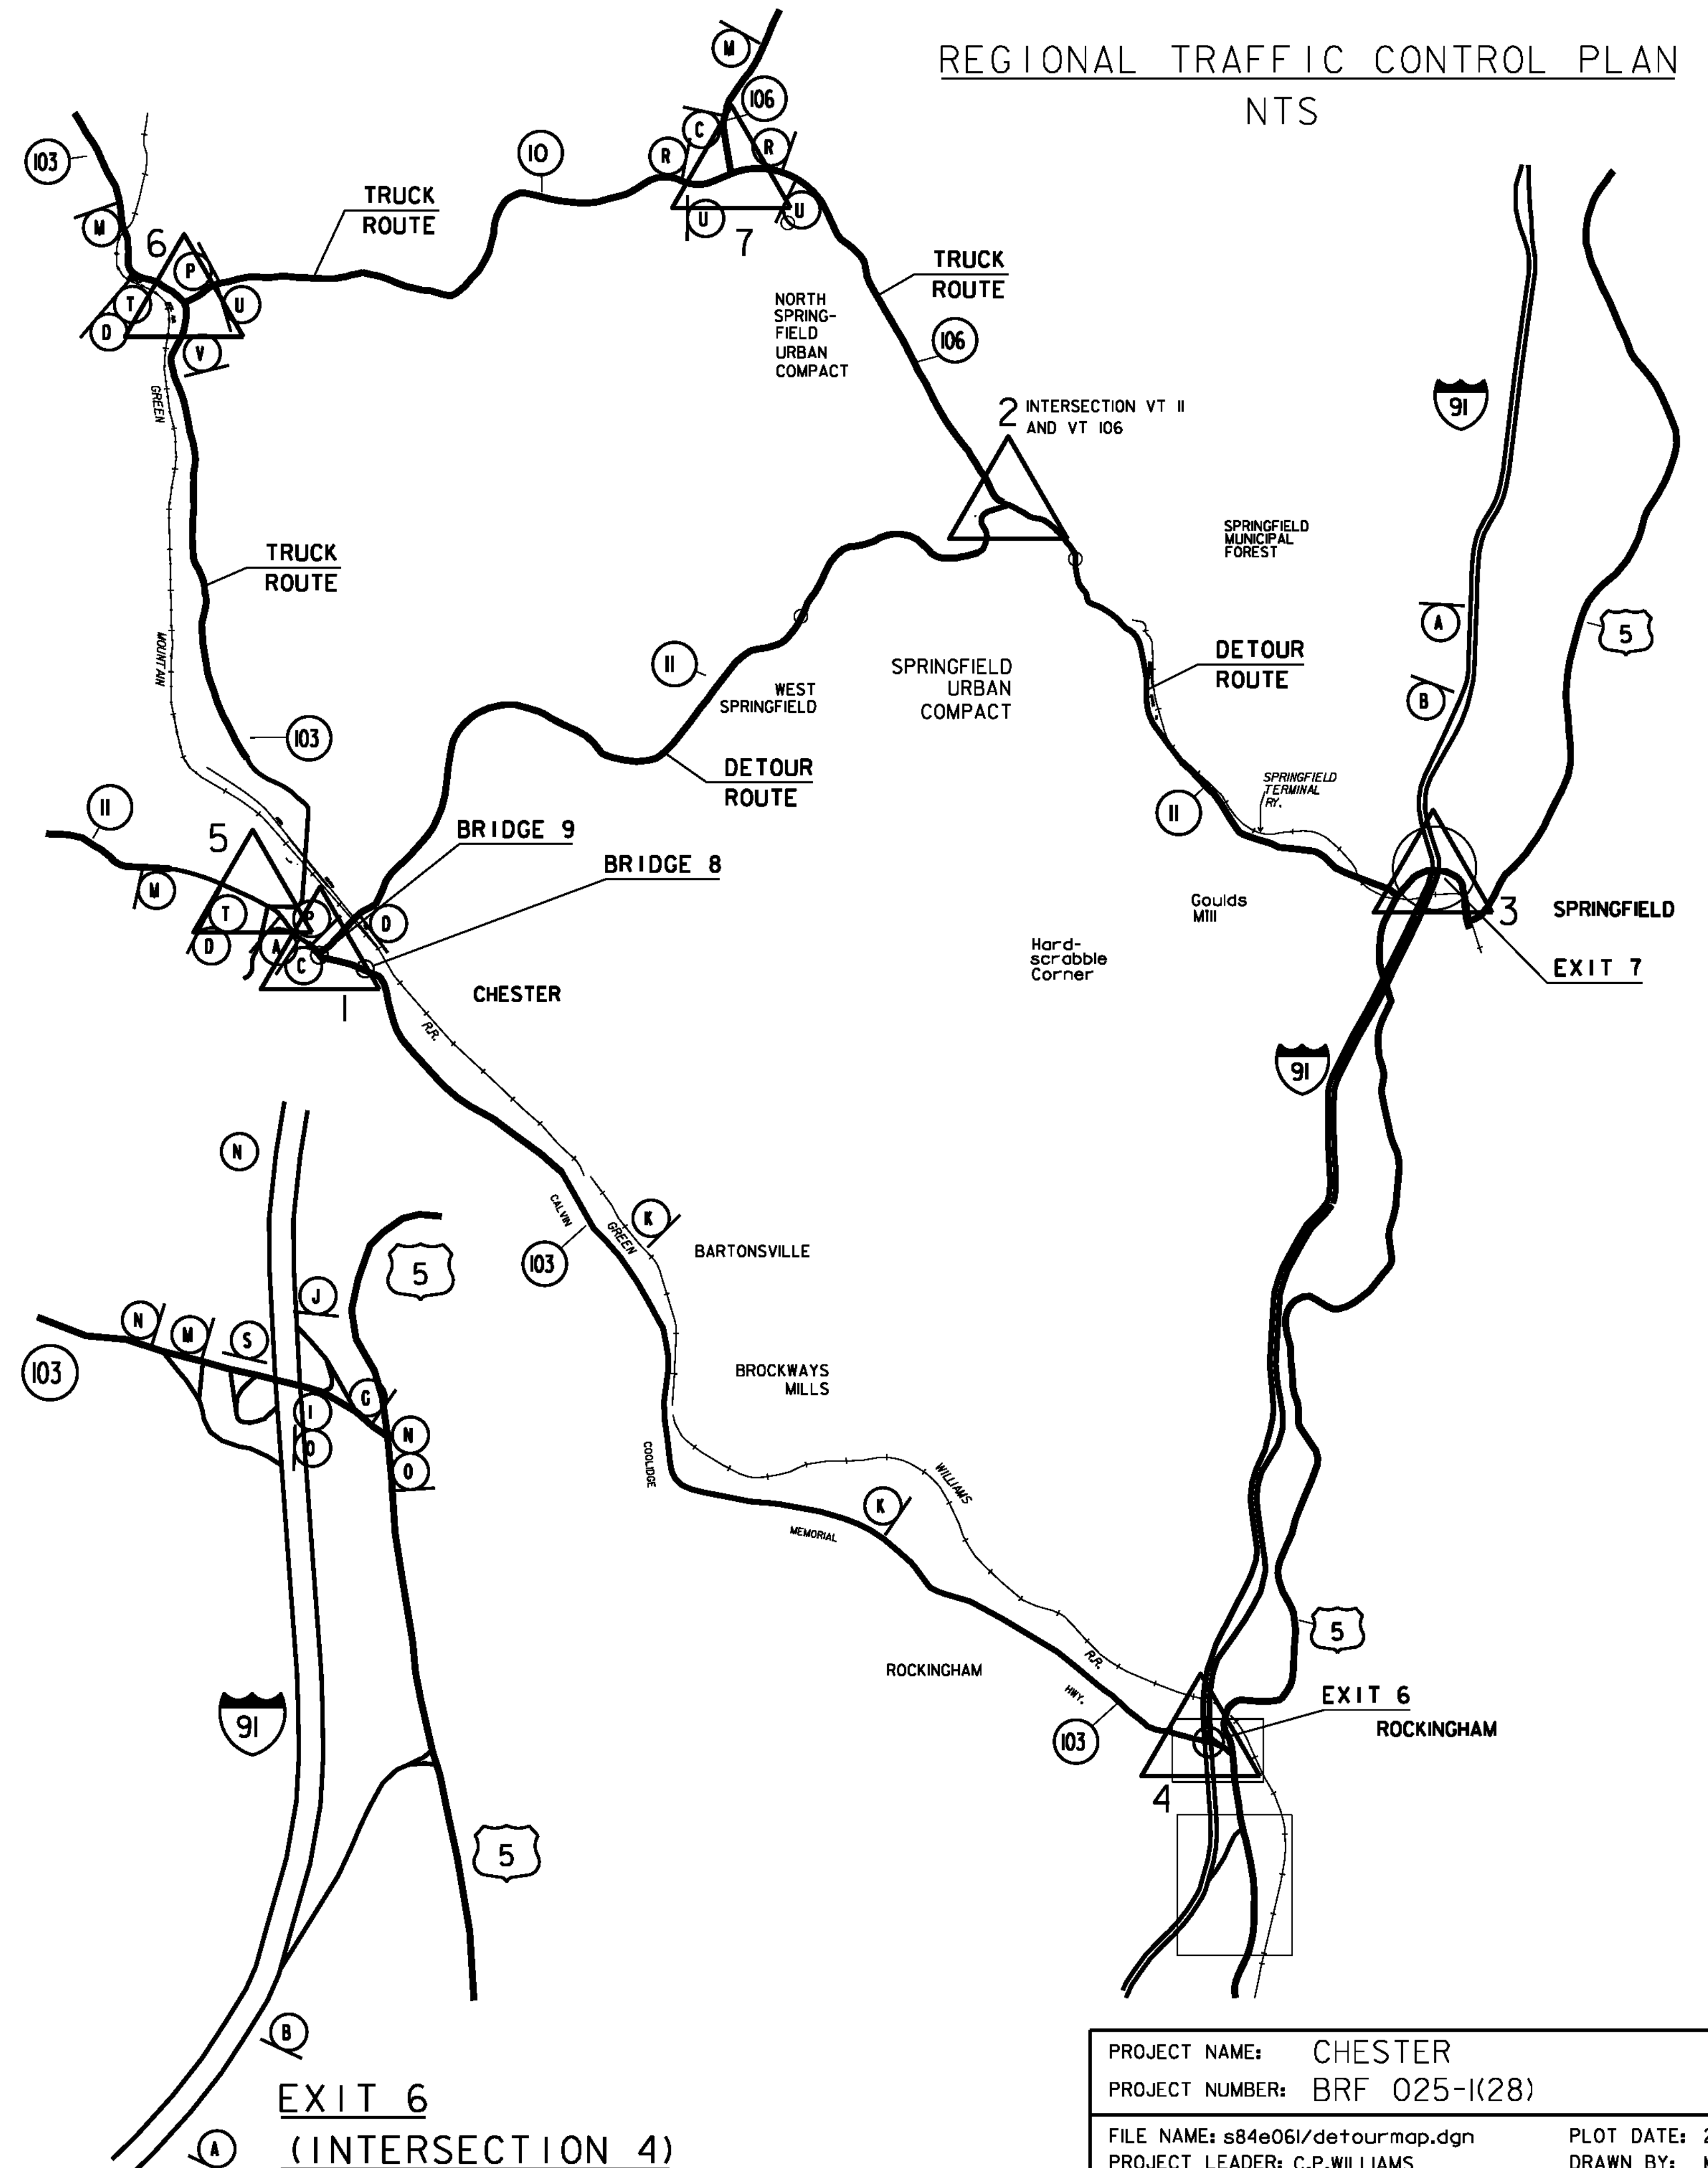 REGIONAL TRAFFIC CONTROL PLAN
NTS
M
106
C
R
R
U
U
7
10
103
M
TRUCK
ROUTE
6
P
T
U
D
V
GREEN
TRUCK
ROUTE
NORTH
SPRING-
FIELD
URBAN
COMPACT
106
2 INTERSECTION VT 11
AND VT 106
91
SPRINGFIELD
MUNICIPAL
FOREST
TRUCK
ROUTE
A
5
MOUNTAIN
11
SPRINGFIELD
URBAN
COMPACT
WEST
SPRINGFIELD
DETOUR
ROUTE
B
103
DETOUR
ROUTE
SPRINGFIELD
TERMINAL
RY.
11
11
5
BRIDGE 9
BRIDGE 8
M
T
P
D
D
A
C
1
CHESTER
Goulds
Mill
Hard-
scrabble
Corner
3
SPRINGFIELD
EXIT 7
R.R.
91
N
CALVIN
GREEN
K
103
BARTONSVILLE
5
J
N
M
S
103
BROCKWAYS
MILLS
G
I
O
N
O
COOLIDGE
WILLIAMS
K
MEMORIAL
5
ROCKINGHAM
R.R.
HWY.
EXIT 6
ROCKINGHAM
103
4
91
5
B
EXIT 6
(INTERSECTION 4)
A
PROJECT NAME: CHESTER
PROJECT NUMBER: BRF 025-1(28)
FILE NAME: s84e061/detourmap.dgn
PLOT DATE: 2
PROJECT LEADER: C.P.WILLIAMS
DRAWN BY: